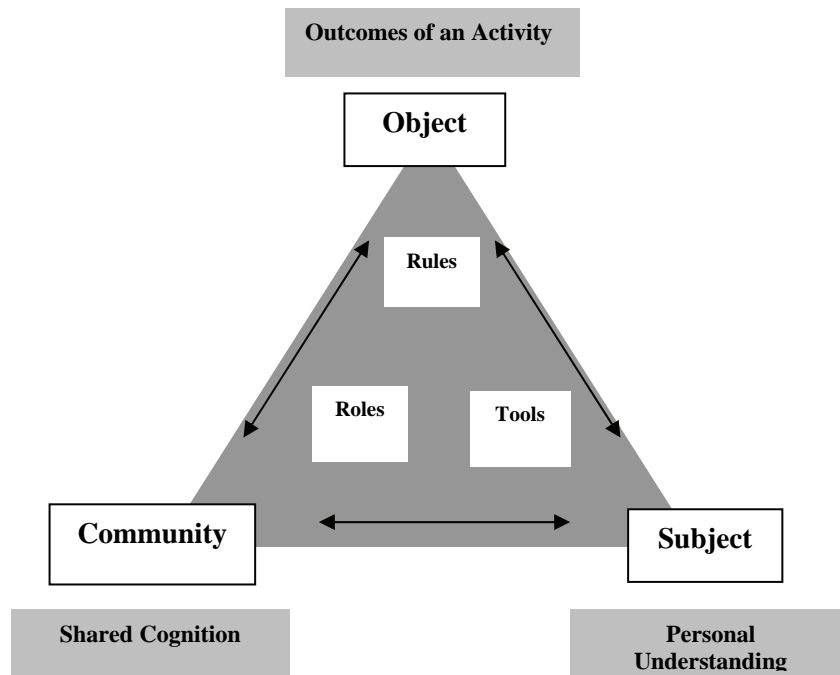 Outcomes of an Activity
Object
Rules
Roles
Tools
Community
Subject
Shared Cognition
Personal
Understanding